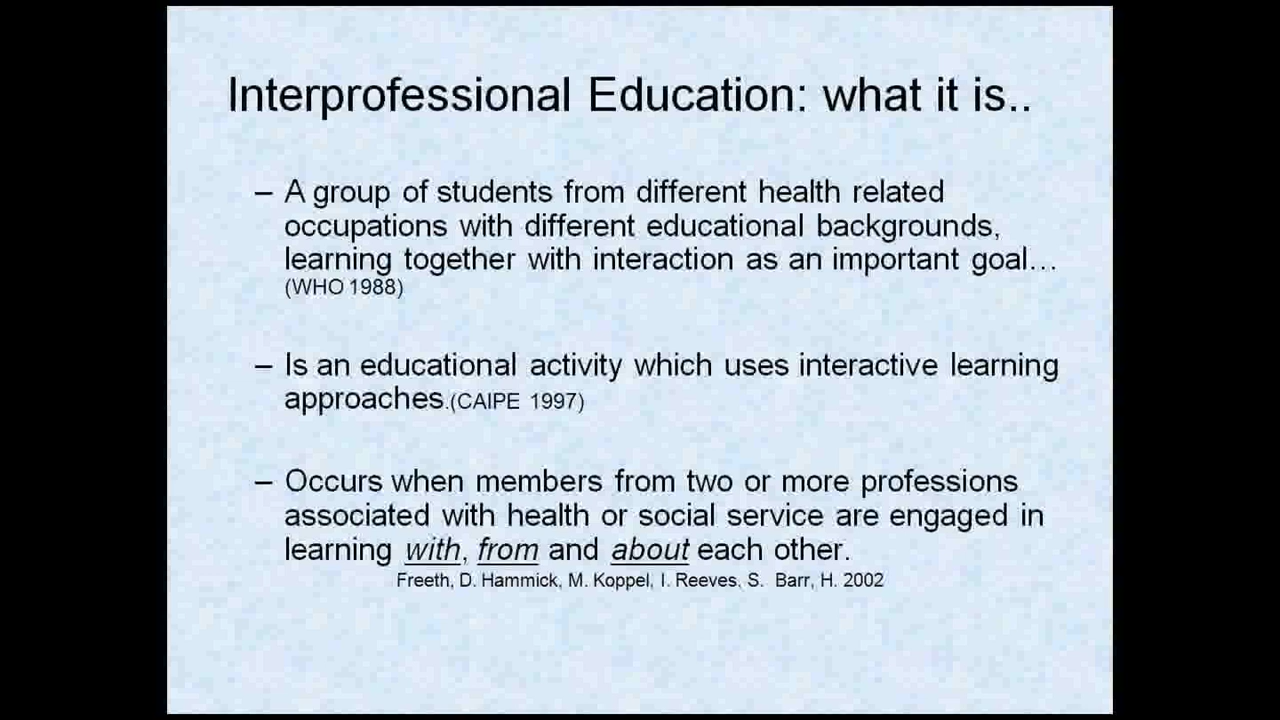 Interprofessional Education: what it is..
– A group of students from different health related
occupations with different educational backgrounds,
learning together with interaction as an important goal…
(WHO 1988)
– Is an educational activity which uses interactive learning
approaches.(CAIPE 1997)
– Occurs when members from two or more professions
associated with health or social service are engaged in
learning with, from and about each other.
Freeth, D. Hammick, M. Koppel, I. Reeves, S. Barr, H. 2002